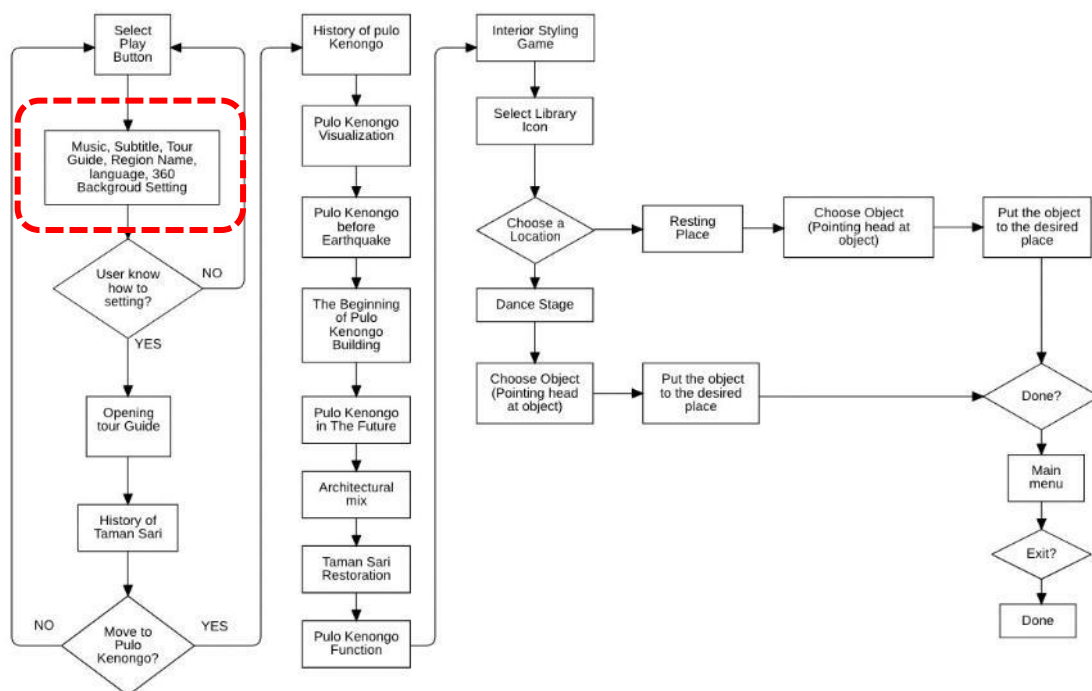 Select
Play
Button
Music, Subtitle, Tour
Guide, Region Name,
language, 360
Backgroud Setting
User know
how to
setting?
NO
YES
Opening
tour Guide
History of
Taman Sari
Move to
Pulo
Kenongo?
NO
YES
History of pulo
Kenongo
Pulo Kenongo
Visualization
Pulo Kenongo
before
Earthquake
The Beginning
of Pulo
Kenongo
Building
Pulo Kenongo
in The Future
Architectural
mix
Taman Sari
Restoration
Pulo Kenongo
Function
Interior Styling
Game
Select Library
Icon
Choose a
Location
Resting
Place
Choose Object
(Pointing head at
object)
Put the object
to the desired
place
Dance Stage
Choose Object
(Pointing head
at object)
Put the object
to the desired
place
Done?
Main
menu
Exit?
Done